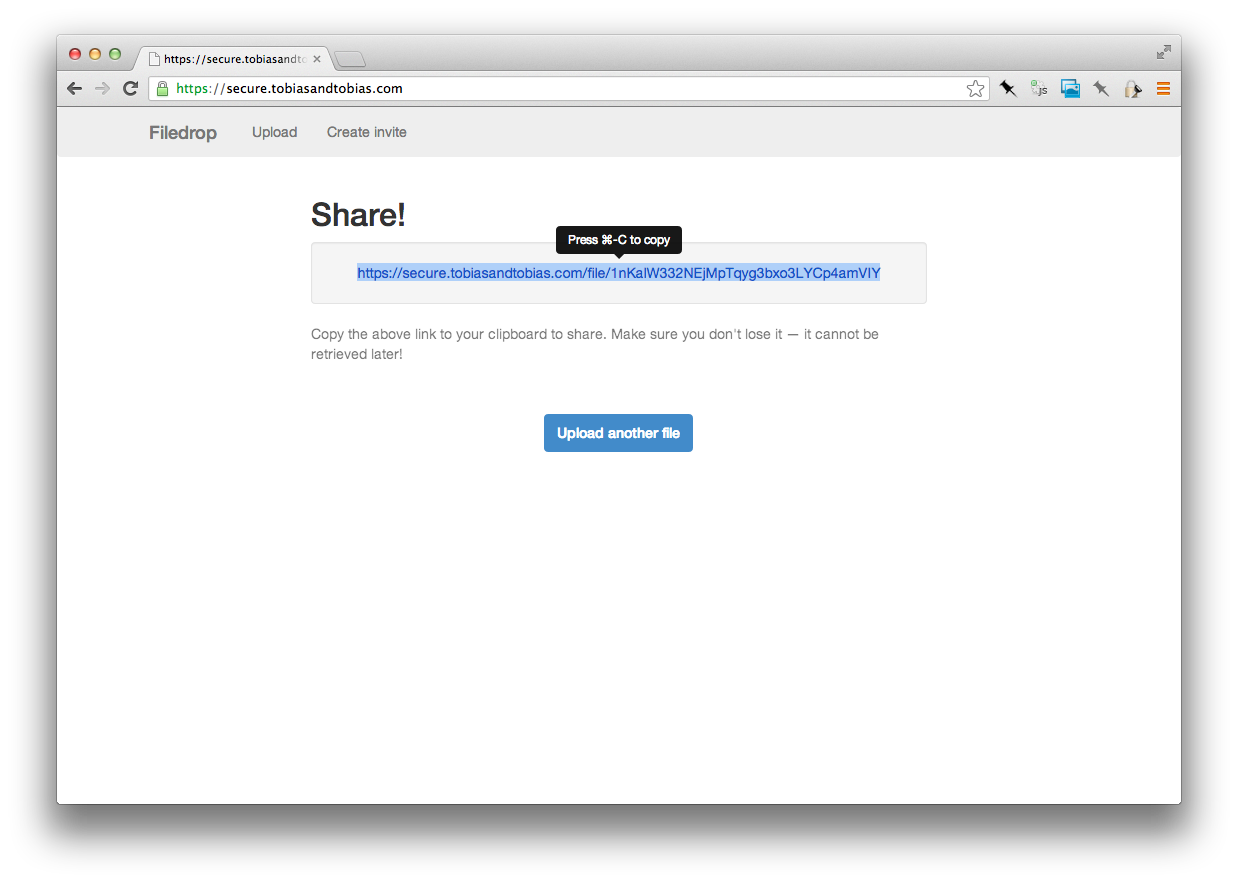 https://secure.tobiasandto
https://secure.tobiasandtobias.com
js
Filedrop Upload Create invite
Share!
Press ⌘-C to copy
https://secure.tobiasandtobias.com/file/1nKalW332NEjMpTqyg3bxo3LYCp4amVIY
Copy the above link to your clipboard to share. Make sure you don't lose it — it cannot be
retrieved later!
Upload another file